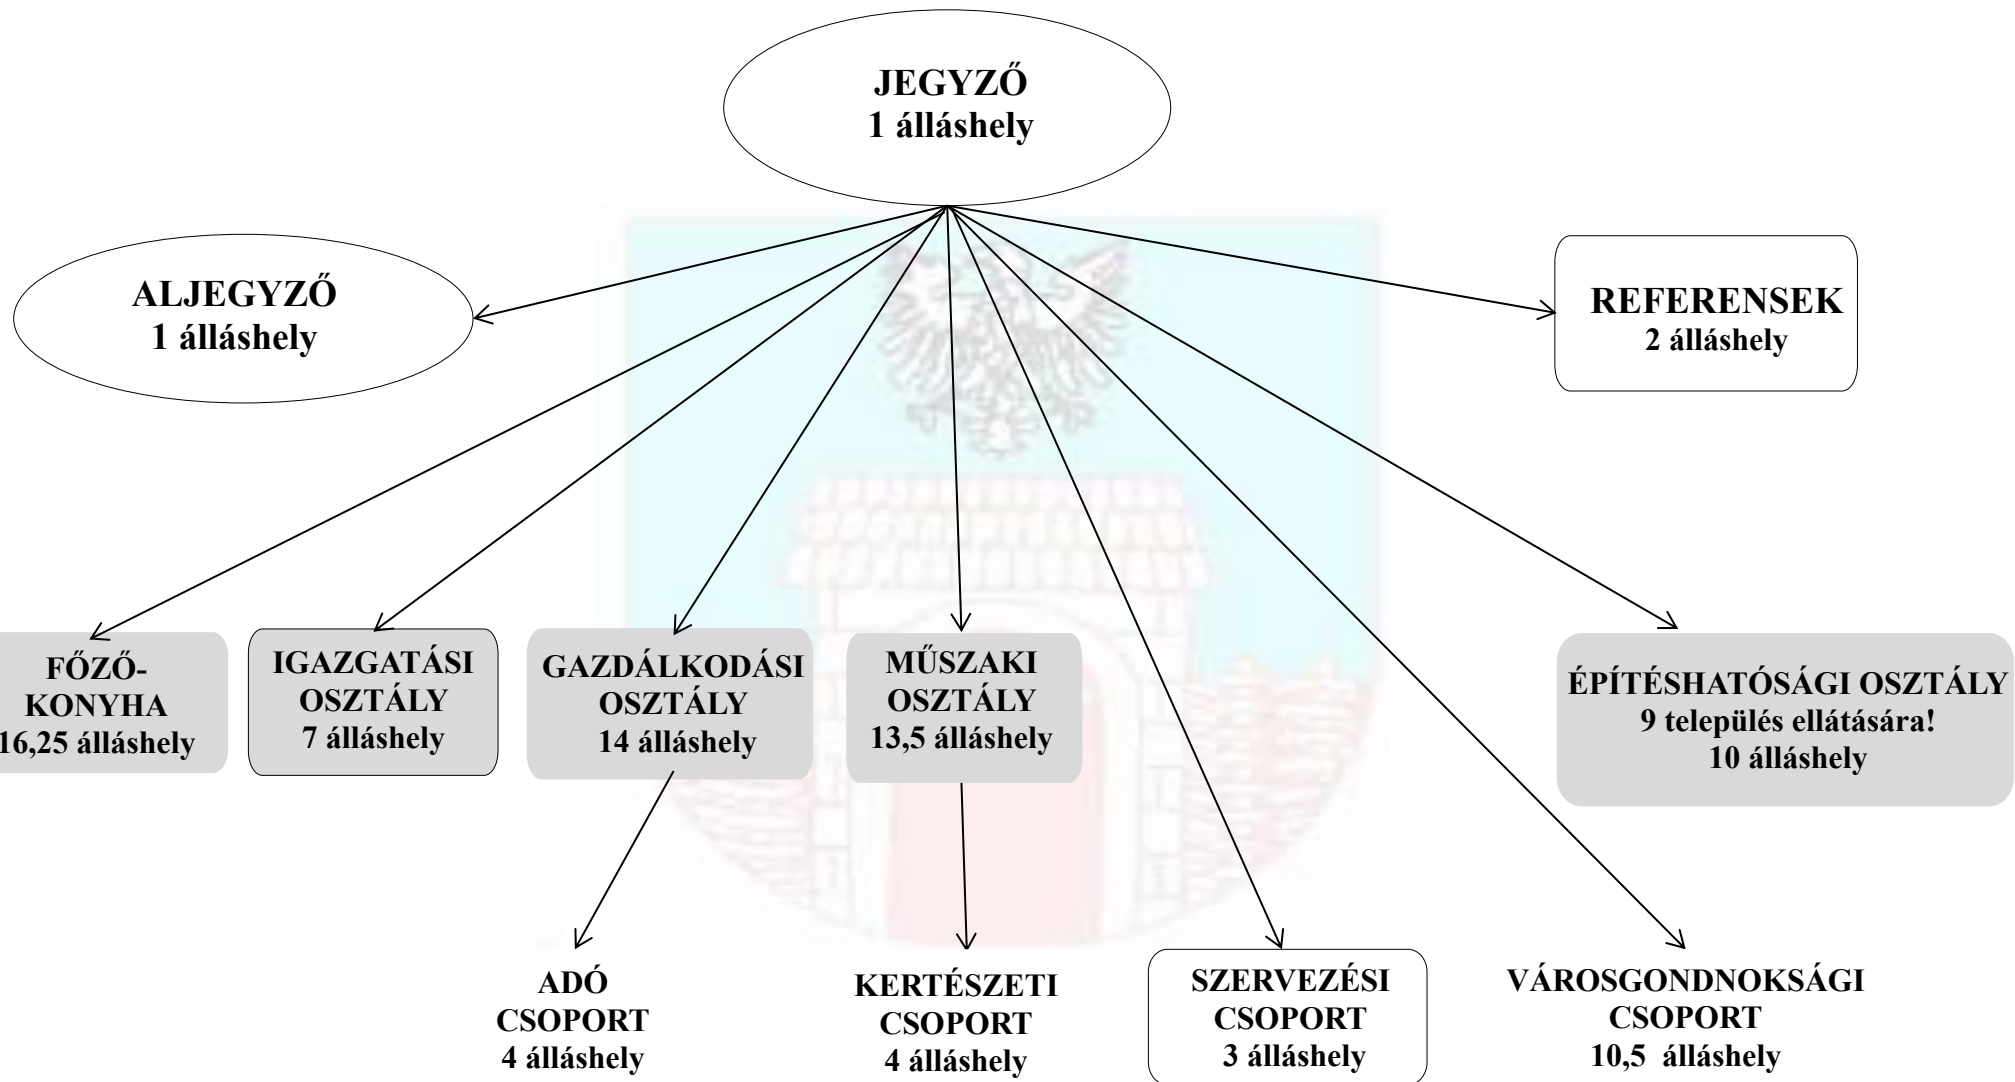 JEGYZŐ
1 álláshely
ALJEGYZŐ
1 álláshely
REFERENSEK
2 álláshely
FŐZŐ-
KONYHA
16,25 álláshely
IGAZGATÁSI
OSZTÁLY
7 álláshely
GAZDÁLKODÁSI
OSZTÁLY
14 álláshely
MŰSZAKI
OSZTÁLY
13,5 álláshely
ÉPÍTÉSHATÓSÁGI OSZTÁLY
9 település ellátására!
10 álláshely
ADÓ
CSOPORT
4 álláshely
KERTÉSZETI
CSOPORT
4 álláshely
SZERVEZÉSI
CSOPORT
3 álláshely
VÁROSGONDNOKSÁGI
CSOPORT
10,5 álláshely